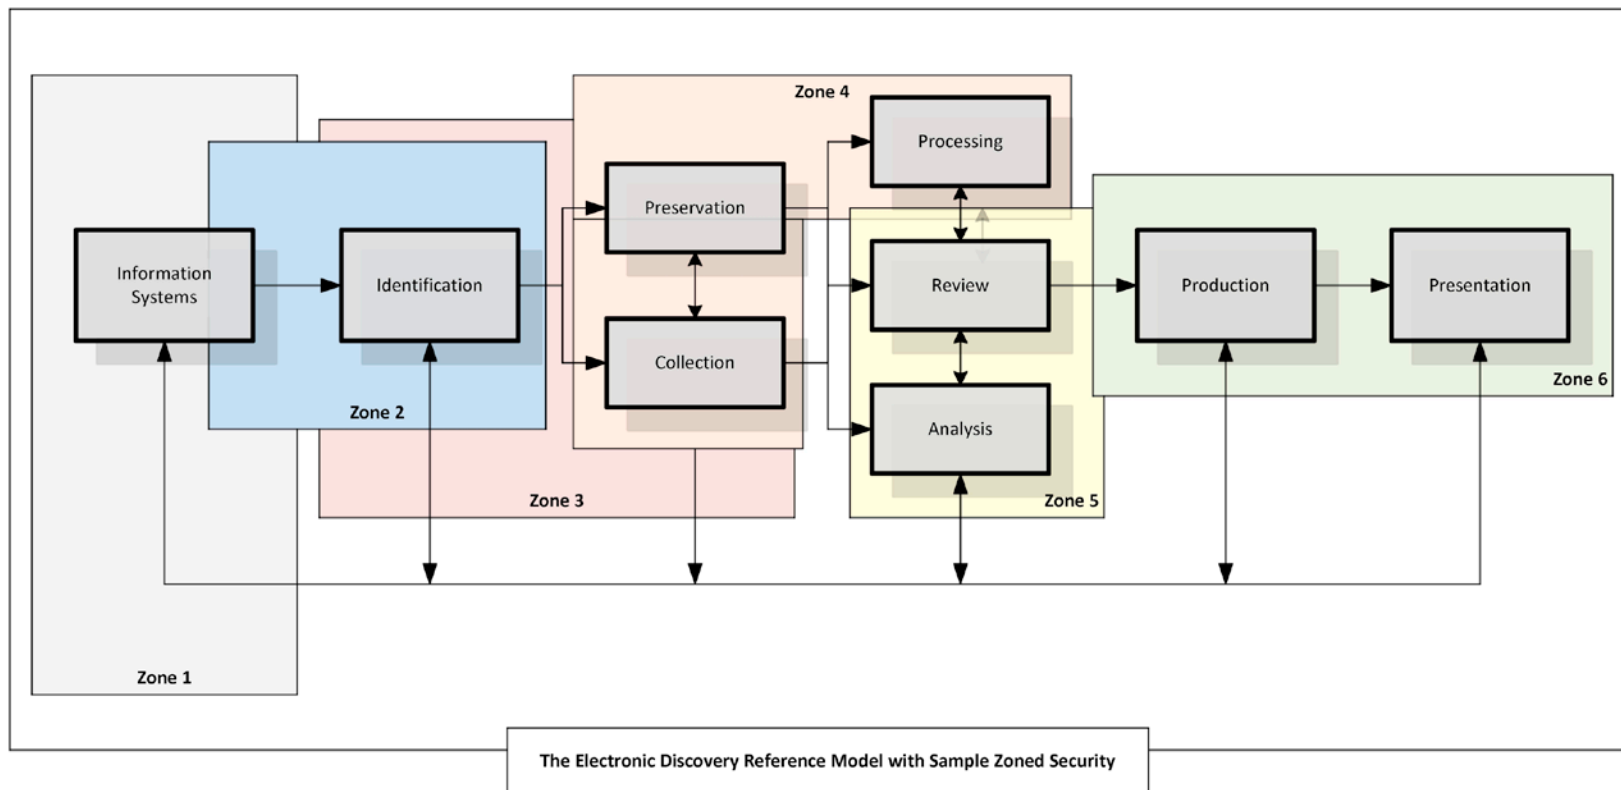 Zone 4
Processing
Preservation
Information
Systems
Identification
Review
Production
Presentation
Collection
Zone 6
Zone 2
Analysis
Zone 3
Zone 5
Zone 1
The Electronic Discovery Reference Model with Sample Zoned Security